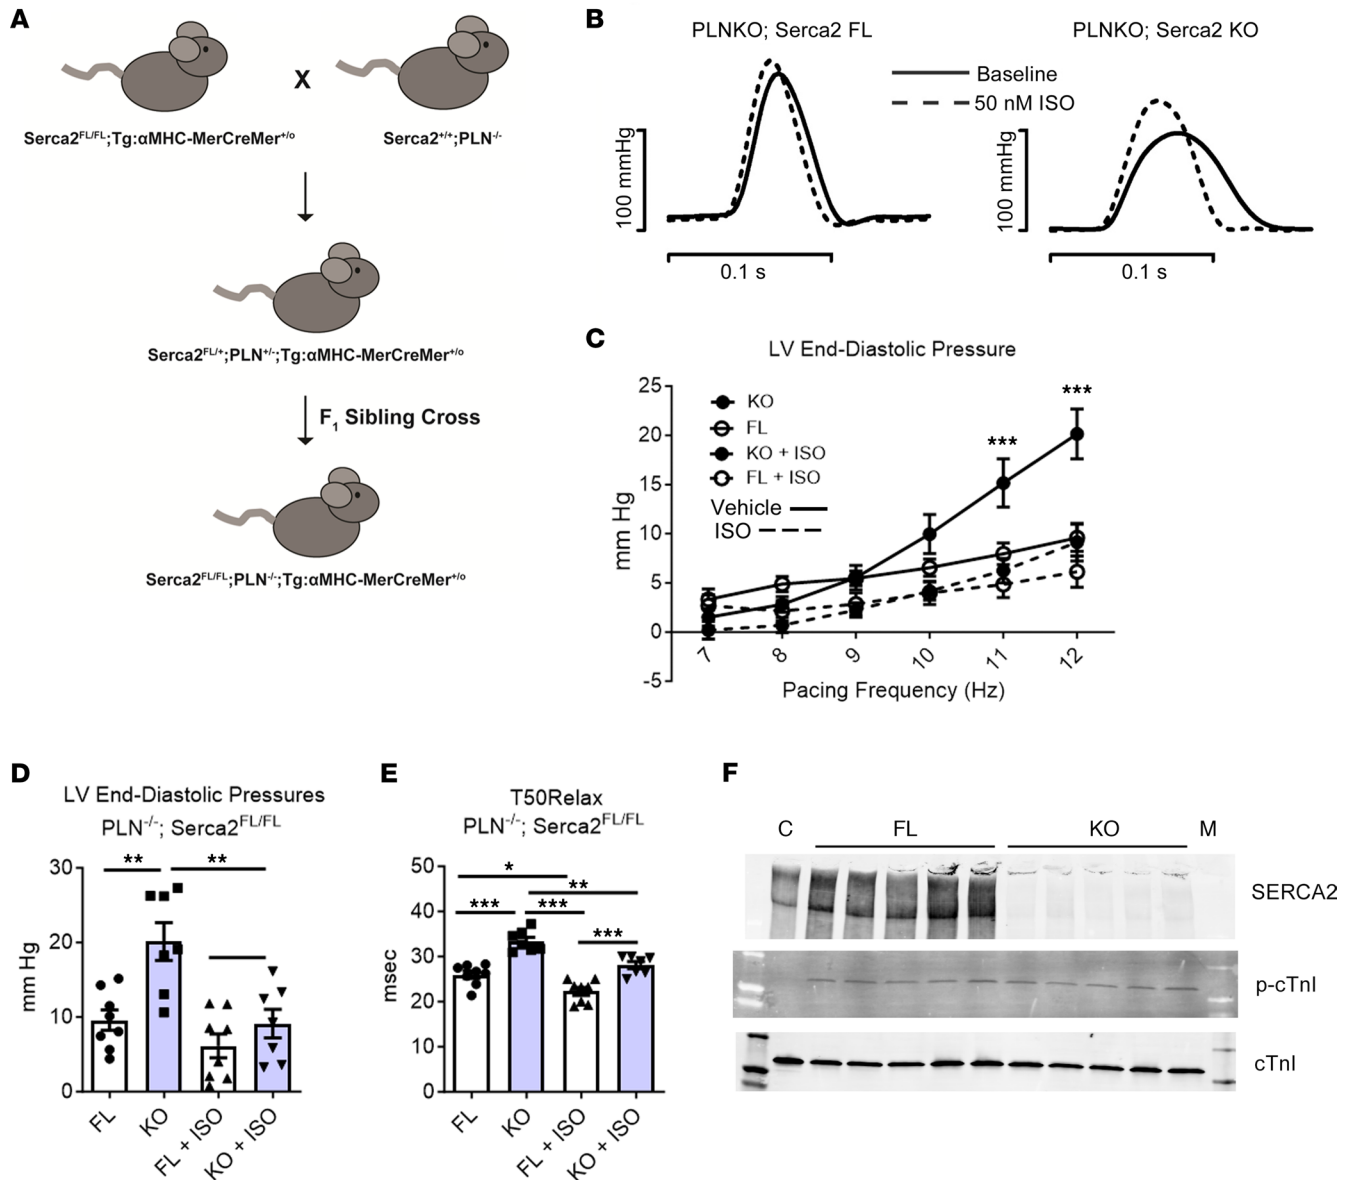 A
X
Serca2FL/FL;Tg:αMHC-MerCreMer+/o
Serca2+/+;PLN-/-
Serca2FL/+;PLN+/-;Tg:αMHC-MerCreMer+/o
F1 Sibling Cross
Serca2FL/FL;PLN-/-;Tg:αMHC-MerCreMer+/o
B
PLNKO; Serca2 FL
PLNKO; Serca2 KO
Baseline
50 nM ISO
100 mmHg
100 mmHg
0.1 s
0.1 s
C
LV End-Diastolic Pressure
KO
FL
KO + ISO
FL + ISO
Vehicle
ISO
***
***
25
20
15
10
5
0
-5
mm Hg
7
8
9
10
11
12
Pacing Frequency (Hz)
D
LV End-Diastolic Pressures
PLN-/-; Serca2FL/FL
**
**
30
20
10
0
mm Hg
FL
KO
FL + ISO
KO + ISO
E
T50Relax
PLN-/-; Serca2FL/FL
*
**
***
***
***
50
40
30
20
10
0
msec
FL
KO
FL + ISO
KO + ISO
F
C
FL
KO
M
SERCA2
p-cTnI
cTnI